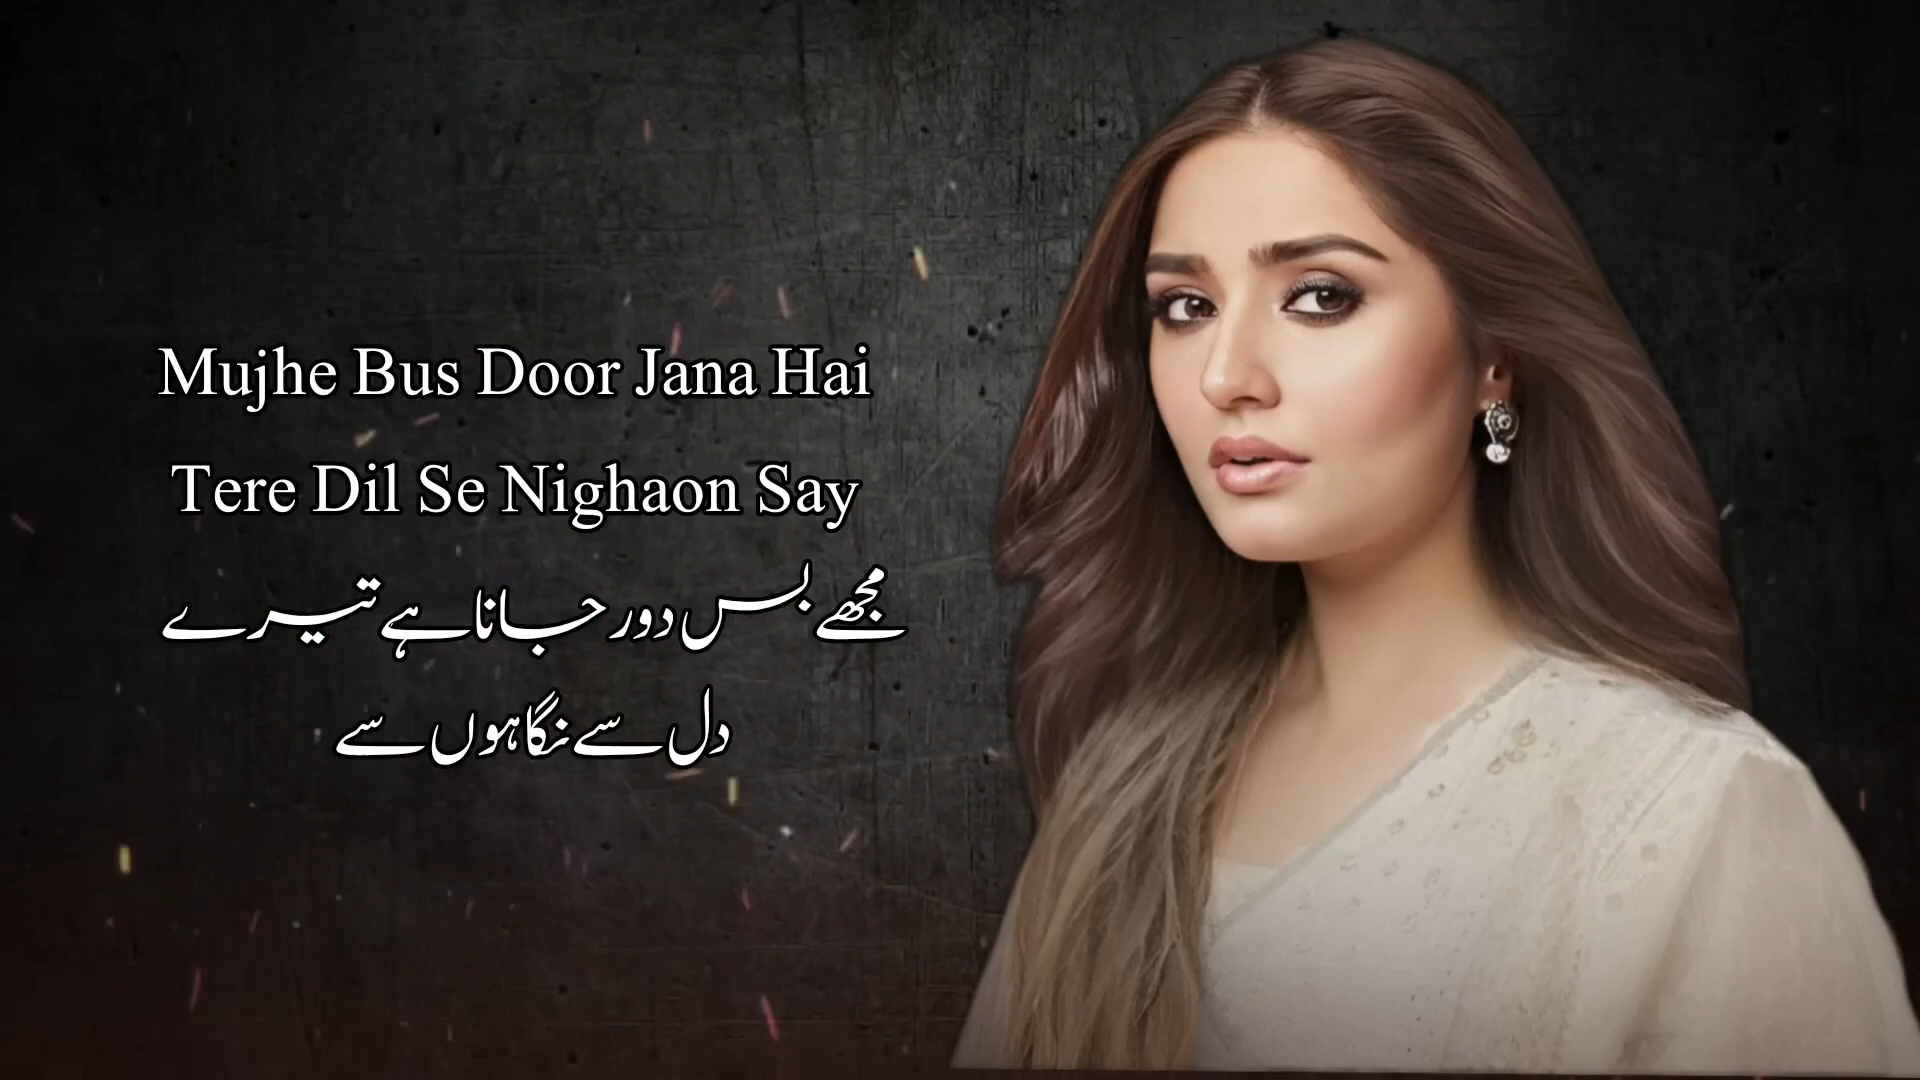 Mujhe Bus Door Jana Hai
Tere Dil Se Nighaon Say
مجھے بس دور جانا ہے تیرے
دل سے نگاہوں سے